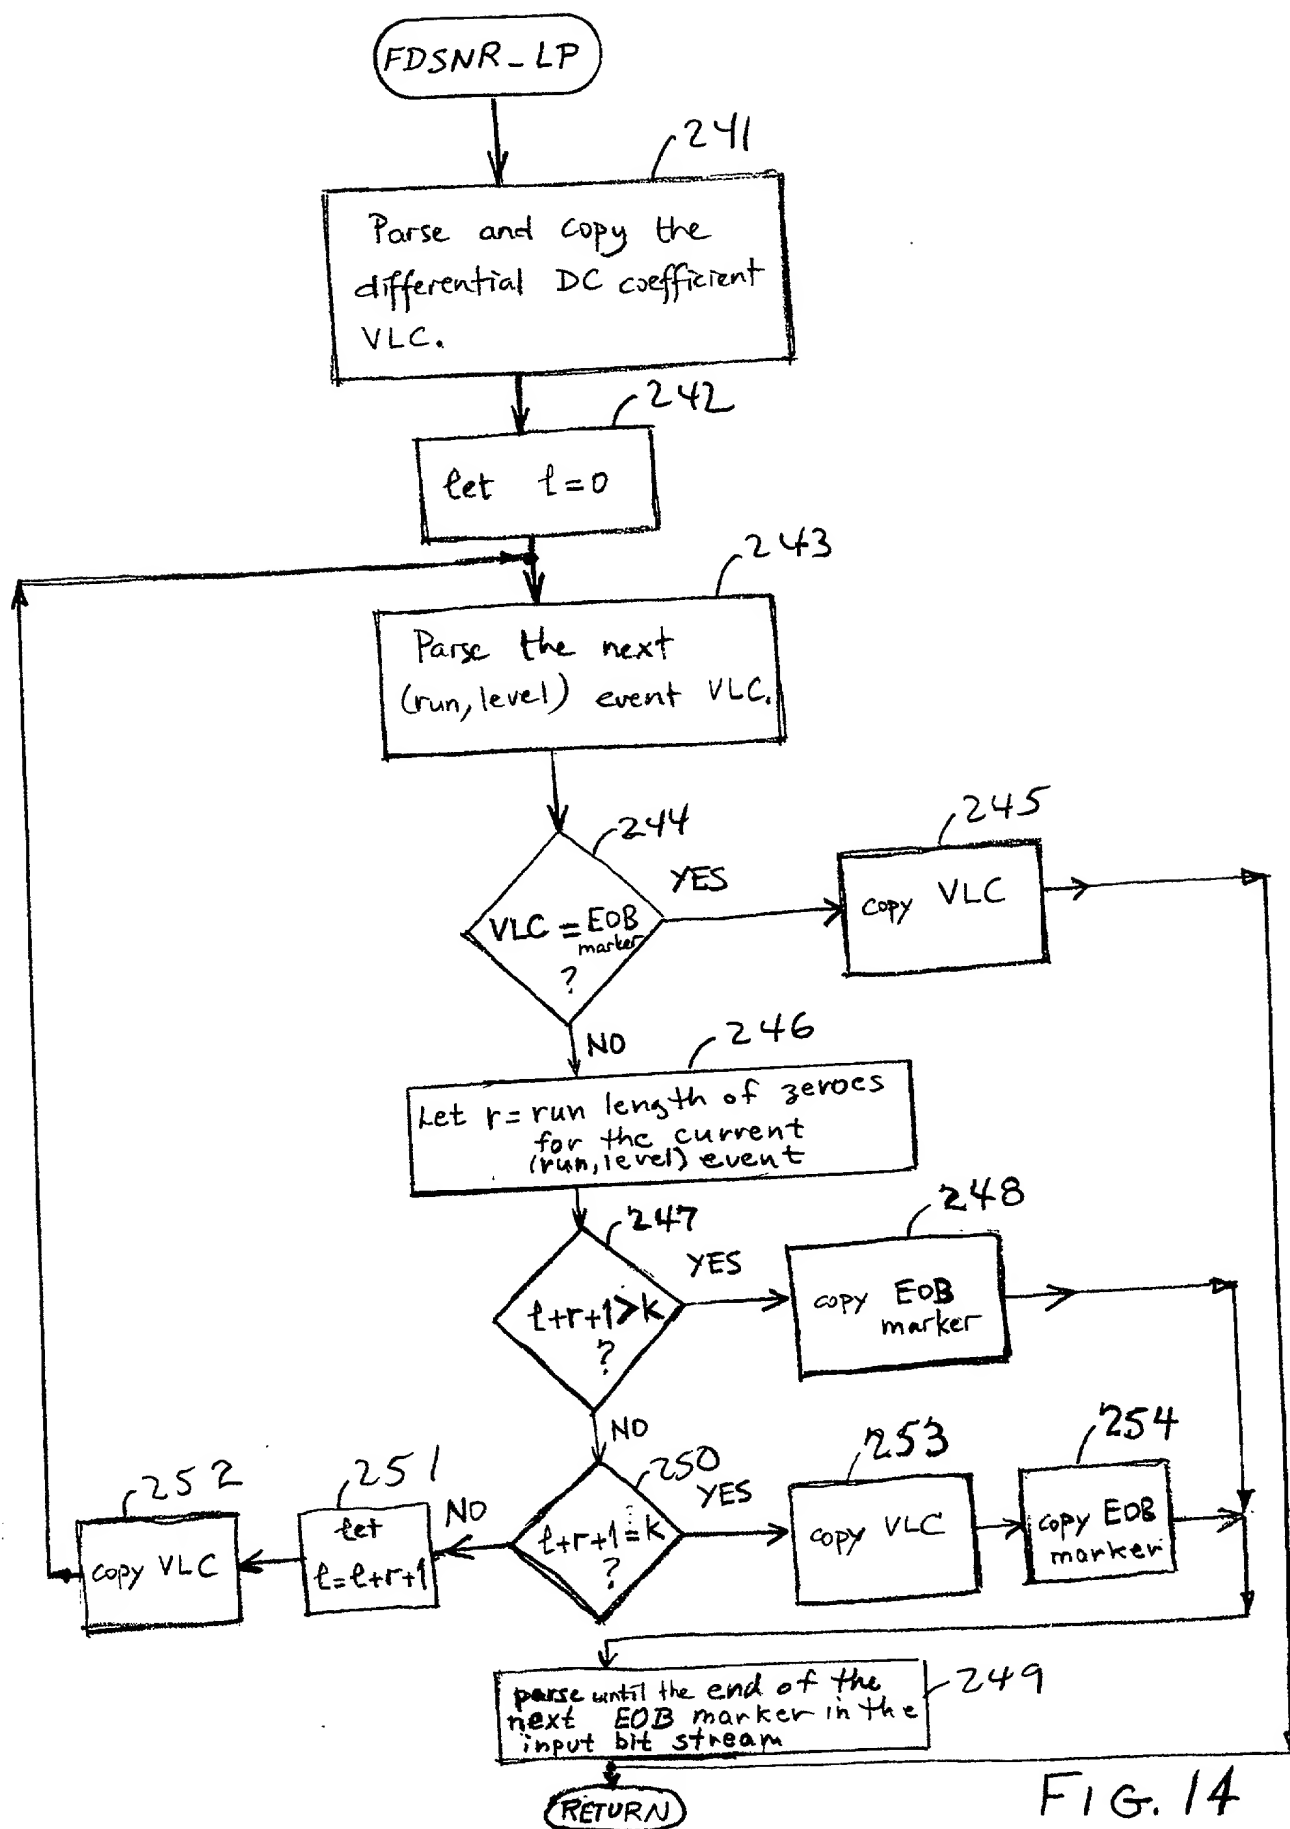 FDSNR_LP
241
Parse and copy the
differential DC coefficient
VLC.
242
let l=0
243
Parse the next
(run, level) event VLC.
244
VLC = EOB
marker
?
YES
245
copy VLC
NO
246
Let r = run length of zeroes
for the current
(run, level) event
247
l+r+1>k
?
YES
248
copy EOB
marker
NO
250
l+r+1=k
?
YES
253
copy VLC
254
copy EOB
marker
NO
251
let
l=l+r+1
252
copy VLC
249
parse until the end of the
next EOB marker in the
input bit stream
RETURN
FIG. 14